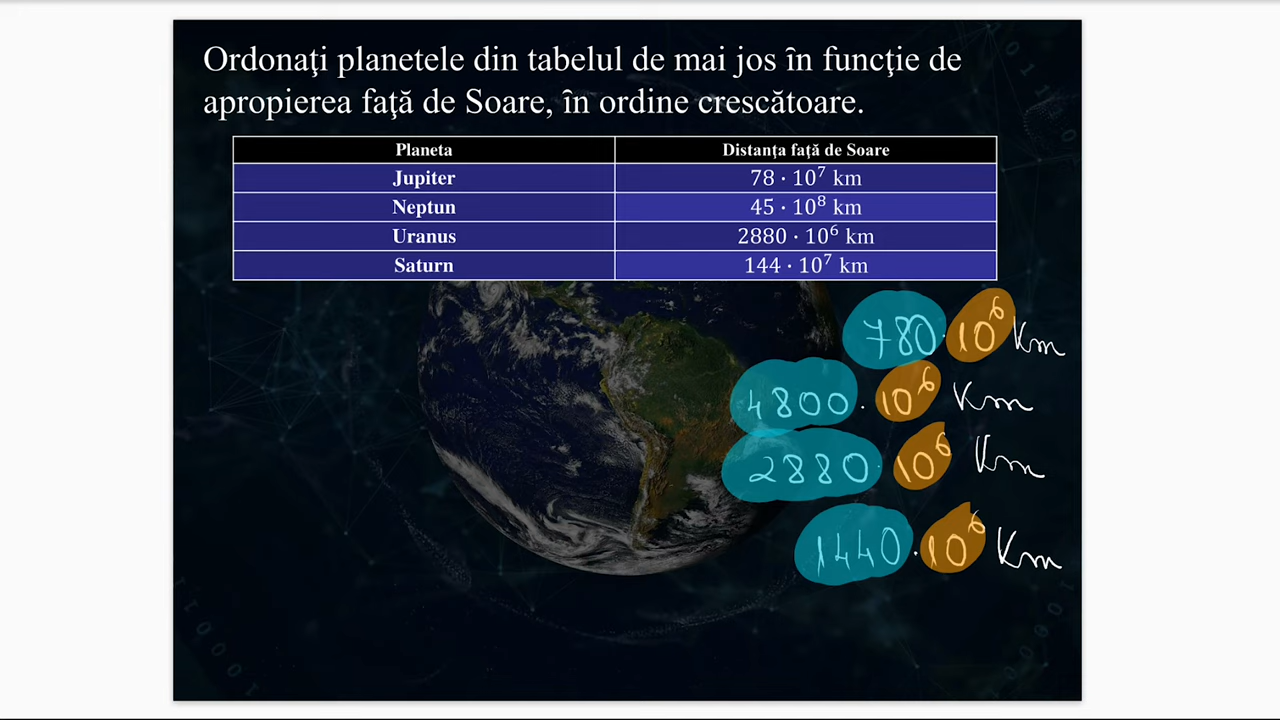 Ordonaţi planetele din tabelul de mai jos în funcţie de
apropierea faţă de Soare, în ordine crescătoare.
Planeta Distanţa faţă de Soare
Jupiter 78 · 10⁷ km
Neptun 45 · 10⁸ km
Uranus 2880 · 10⁶ km
Saturn 144 · 10⁷ km
780 · 10⁶ Km
4800 · 10⁶ Km
2880 · 10⁶ Km
1440 · 10⁶ Km